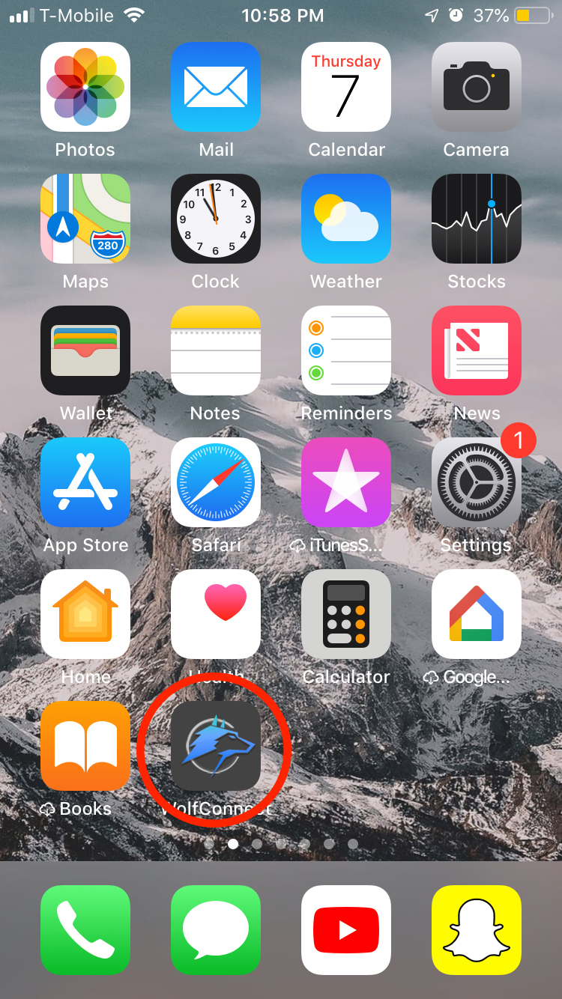 T-Mobile 10:58 PM 37%
Thursday
7
Photos Mail Calendar Camera
280
12 1 2 3 4 5 6 7 8 9 10 11
Maps Clock Weather Stocks
Wallet Notes Reminders News
1
App Store Safari iTunesS... Settings
Home Health Calculator Google...
Books WolfConnect